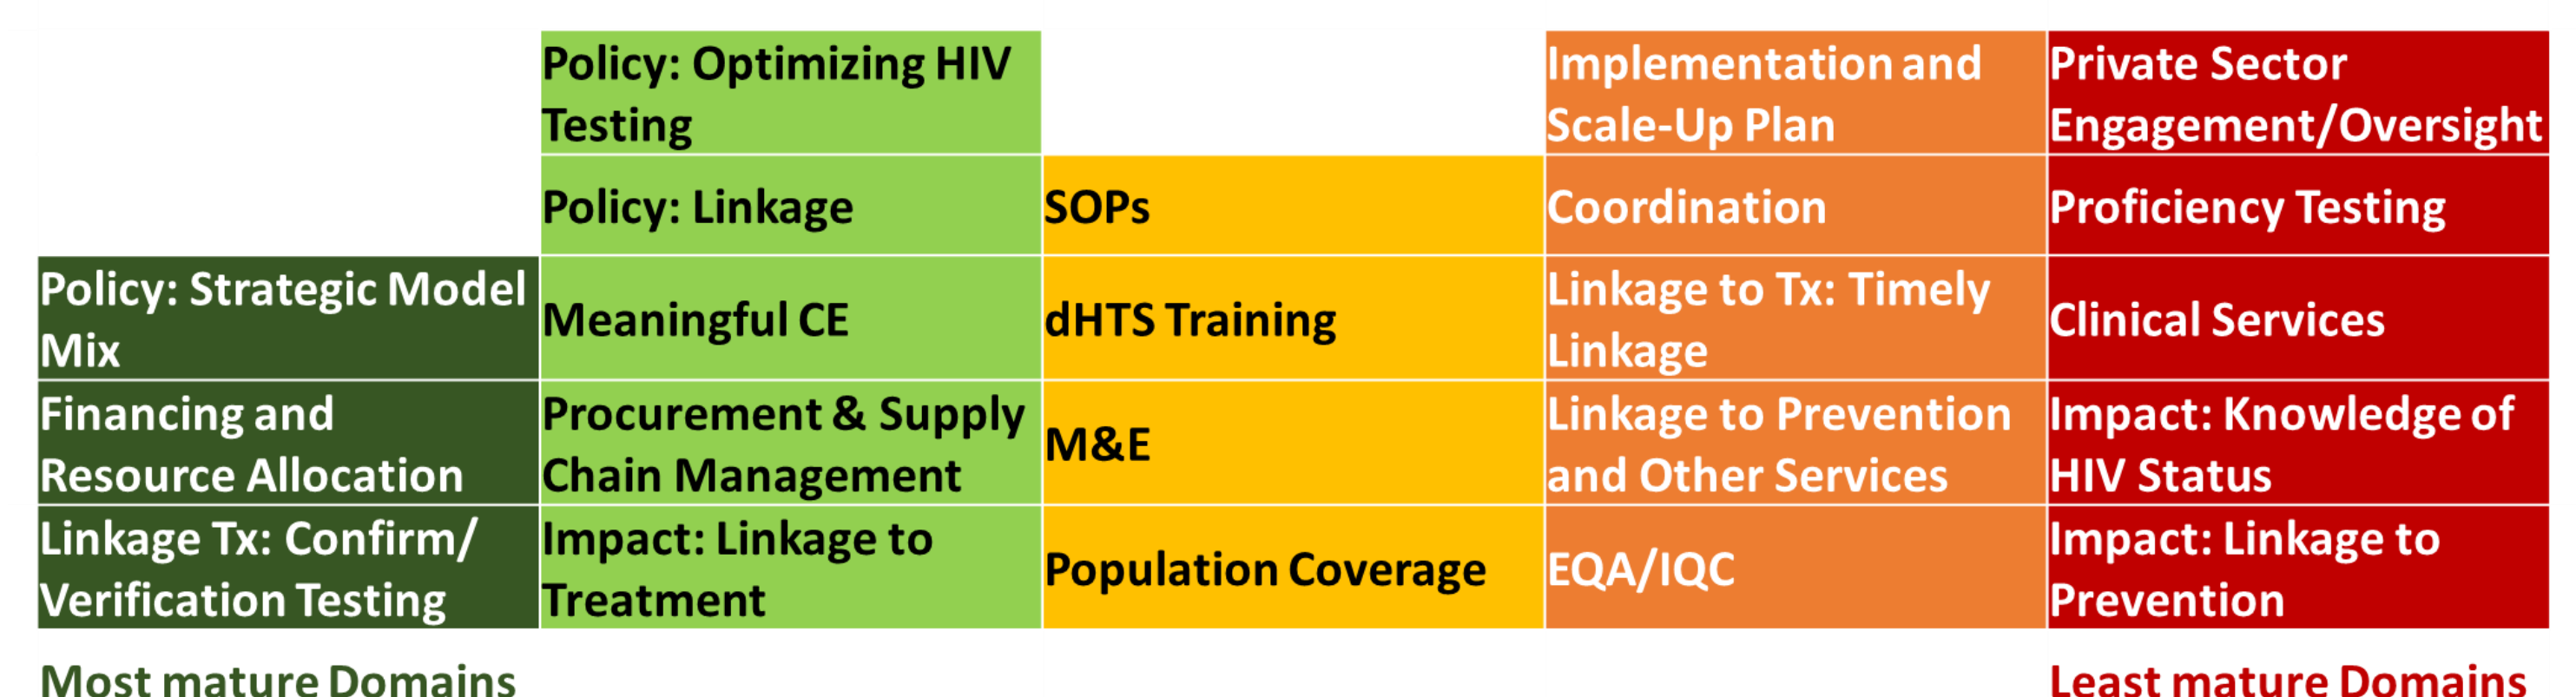 Policy: Optimizing HIV
Testing
Implementation and
Scale-Up Plan
Private Sector
Engagement/Oversight
Policy: Linkage
SOPs
Coordination
Proficiency Testing
Policy: Strategic Model
Mix
Meaningful CE
dHTS Training
Linkage to Tx: Timely
Linkage
Clinical Services
Financing and
Resource Allocation
Procurement & Supply
Chain Management
M&E
Linkage to Prevention
and Other Services
Impact: Knowledge of
HIV Status
Linkage Tx: Confirm/
Verification Testing
Impact: Linkage to
Treatment
Population Coverage
EQA/IQC
Impact: Linkage to
Prevention
Most mature Domains
Least mature Domains